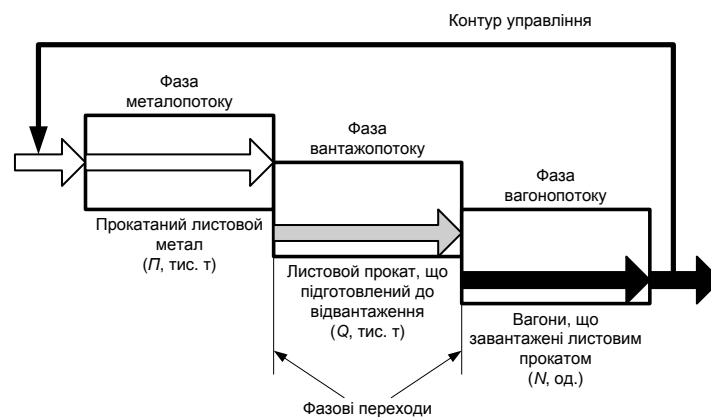 Контур управління
Фаза
металопотоку
Фаза
вантажопотоку
Фаза
вагонопотоку
Прокатаний листовой
метал
(П, тис. т)
Листовой прокат, що
підготовлений до
відвантаження
(Q, тис. т)
Вагони, що
завантажені листовим
прокатом
(N, од.)
Фазові переходи